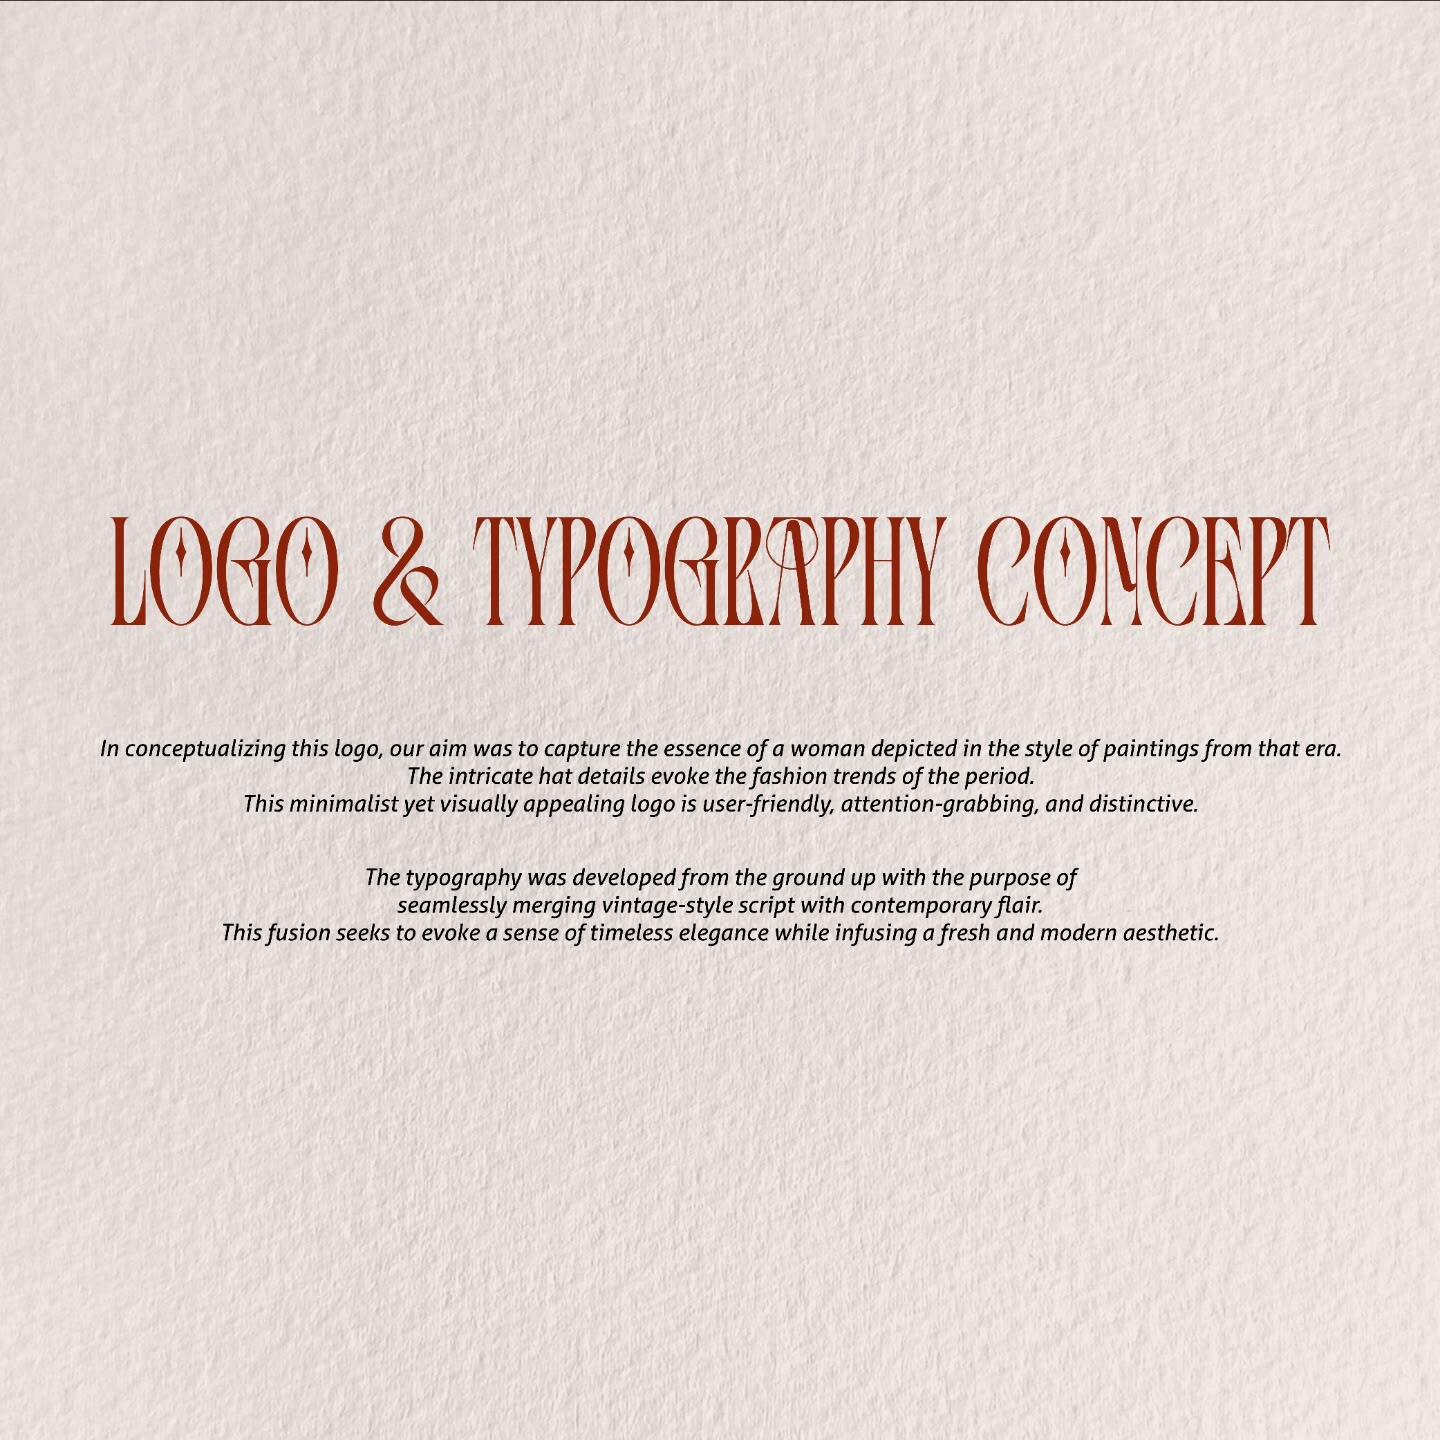 LOGO & TYPOGRAPHY CONCEPT
In conceptualizing this logo, our aim was to capture the essence of a woman depicted in the style of paintings from that era.
The intricate hat details evoke the fashion trends of the period.
This minimalist yet visually appealing logo is user-friendly, attention-grabbing, and distinctive.
The typography was developed from the ground up with the purpose of
seamlessly merging vintage-style script with contemporary flair.
This fusion seeks to evoke a sense of timeless elegance while infusing a fresh and modern aesthetic.